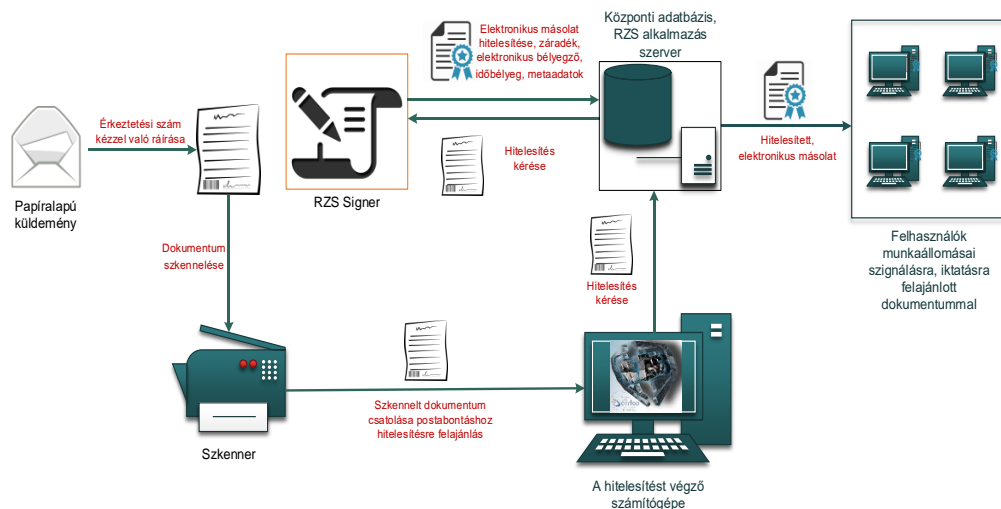 Elektronikus másolat
hitelesítése, záradék,
elektronikus bélyegző,
időbélyeg, metaadatok
Központi adatbázis,
RZS alkalmazás
szerver
Érkeztetési szám
kézzel való ráírása
Papíralapú
küldemény
RZS Signer
Hitelesítés
kérése
Hitelesített,
elektronikus másolat
Felhasználók
munkaállomásai
szignálásra, iktatásra
felajánlott
dokumentummal
Dokumentum
szkennelése
Hitelesítés
kérése
Szkennelt dokumentum
csatolása postabontáshoz
hitelesítésre felajánlás
Szkenner
A hitelesítést végző
számítógépe